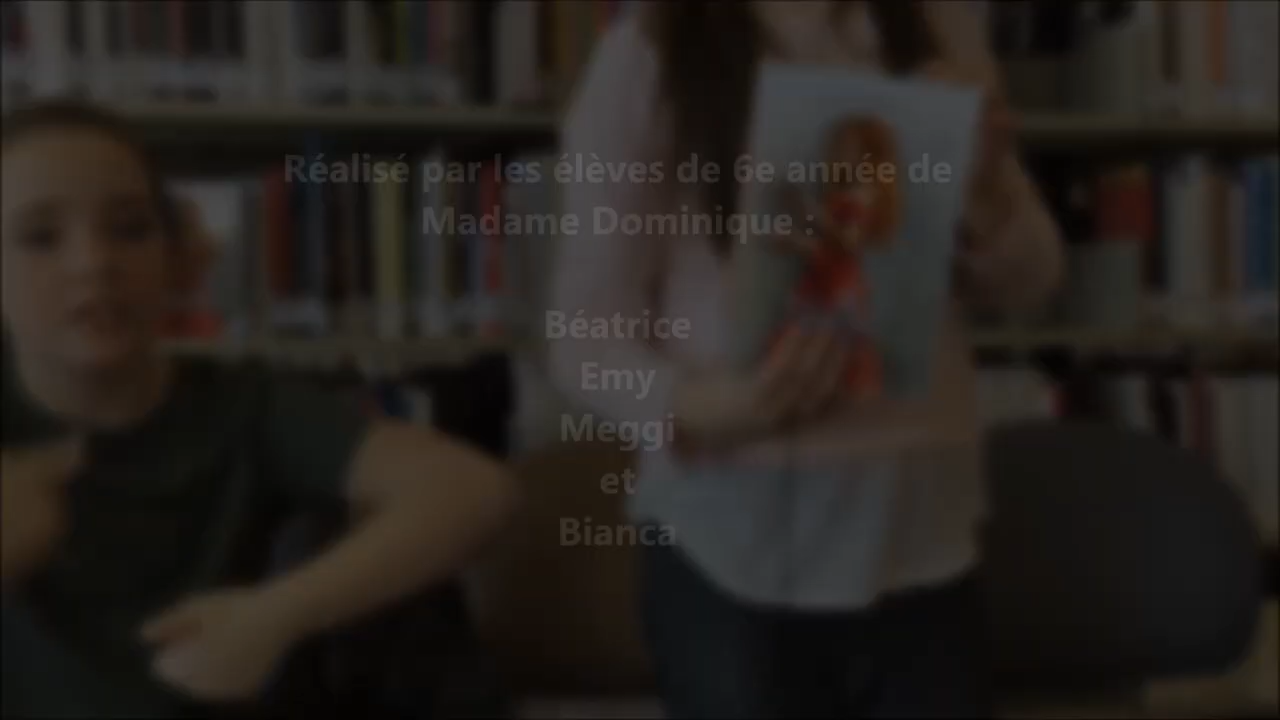 Réalisé par les élèves de 6e année de
Madame Dominique :
Béatrice
Emy
Meggi
et
Bianca